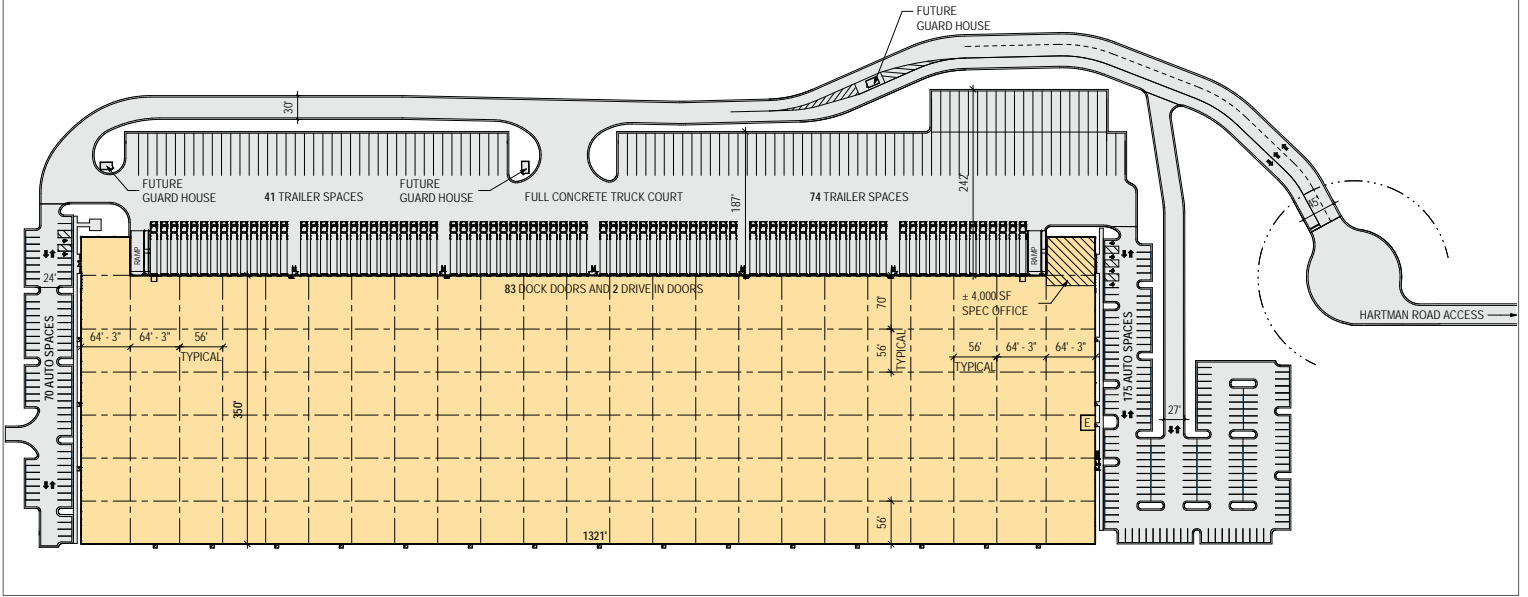 FUTURE
GUARD HOUSE
30'
FUTURE
GUARD HOUSE
41 TRAILER SPACES
FUTURE
GUARD HOUSE
FULL CONCRETE TRUCK COURT
187'
74 TRAILER SPACES
242'
45'
RAMP
RAMP
24'
83 DOCK DOORS AND 2 DRIVE IN DOORS
± 4,000 SF
SPEC OFFICE
HARTMAN ROAD ACCESS
70 AUTO SPACES
64' - 3"
64' - 3"
56'
TYPICAL
70'
56'
TYPICAL
56'
TYPICAL
64' - 3"
64' - 3"
175 AUTO SPACES
350'
27'
E
56'
1321'